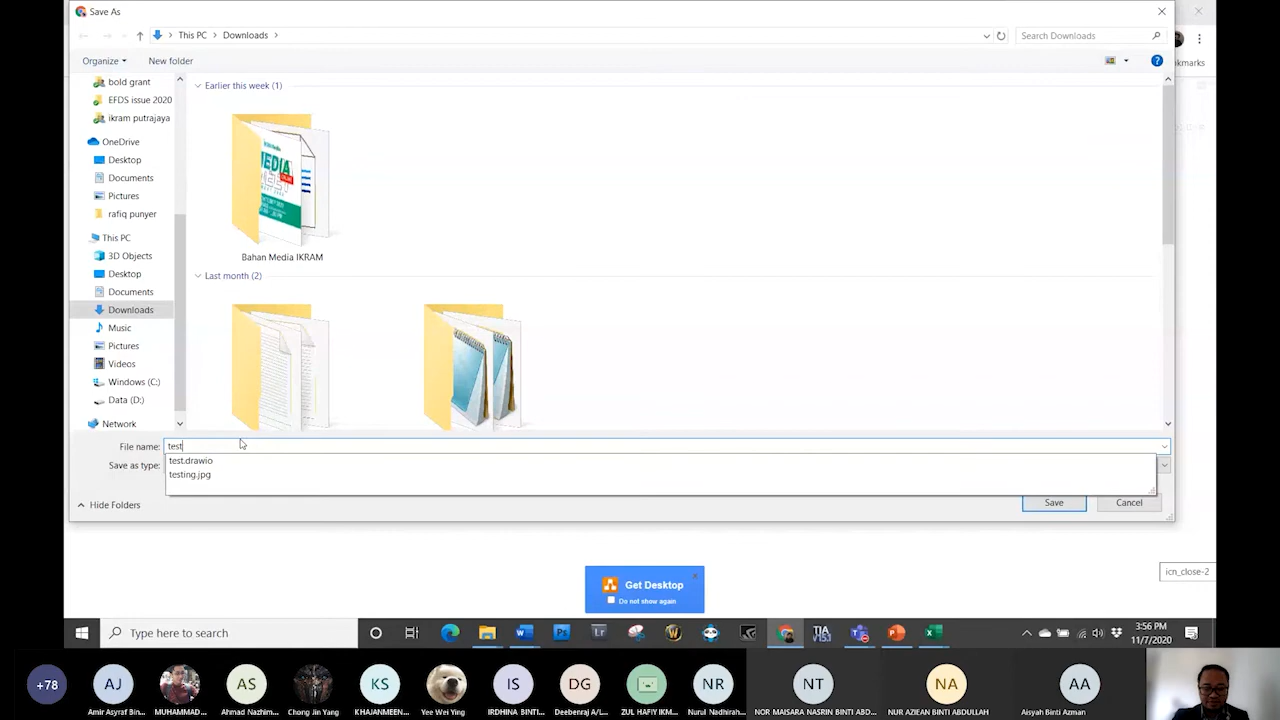 Save As
This PC > Downloads >
Search Downloads
Organize
New folder
bold grant
EFDS issue 2020
ikram putrajaya
OneDrive
Desktop
Documents
Pictures
rafiq punyer
This PC
3D Objects
Desktop
Documents
Downloads
Music
Pictures
Videos
Windows (C:)
Data (D:)
Network
Earlier this week (1)
MEDIA
Bahan Media IKRAM
Last month (2)
File name: test
test.drawio
testing.jpg
Save as type:
Hide Folders
Save
Cancel
icn_close-2
Get Desktop
Do not show again
Type here to search
3:56 PM
11/7/2020
+78
AJ
AS
KS
IS
DG
NR
NT
NA
AA
Amir Asyraf Bin...
MUHAMMAD...
Ahmad Nazhim...
Chong Jin Yang
KHAJANMEEN...
Yee Wei Ying
IRDHINA BINTI...
Deebenraj A/L...
ZUL HAFIY IKM...
Nurul Nadhirah...
NOR MAISARA NASRIN BINTI ABD...
NUR AZIEAN BINTI ABDULLAH
Aisyah Binti Azman